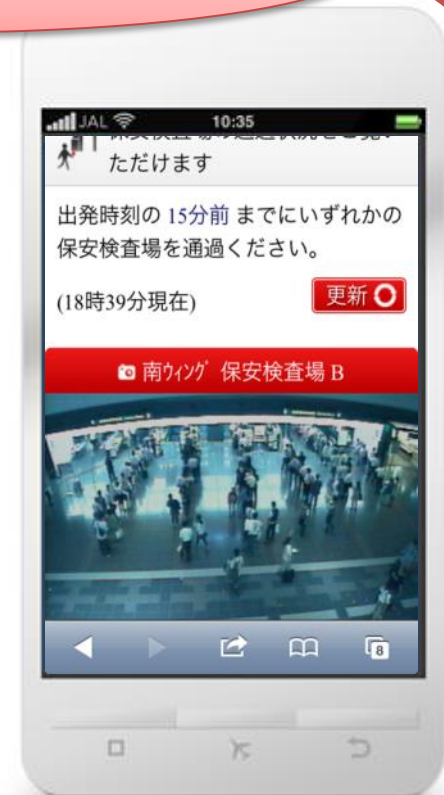 JAL 10:35
ただけます
出発時刻の 15分前 までにいずれかの
保安検査場を通過ください。
(18時39分現在)
更新
南ウィング 保安検査場 B
8